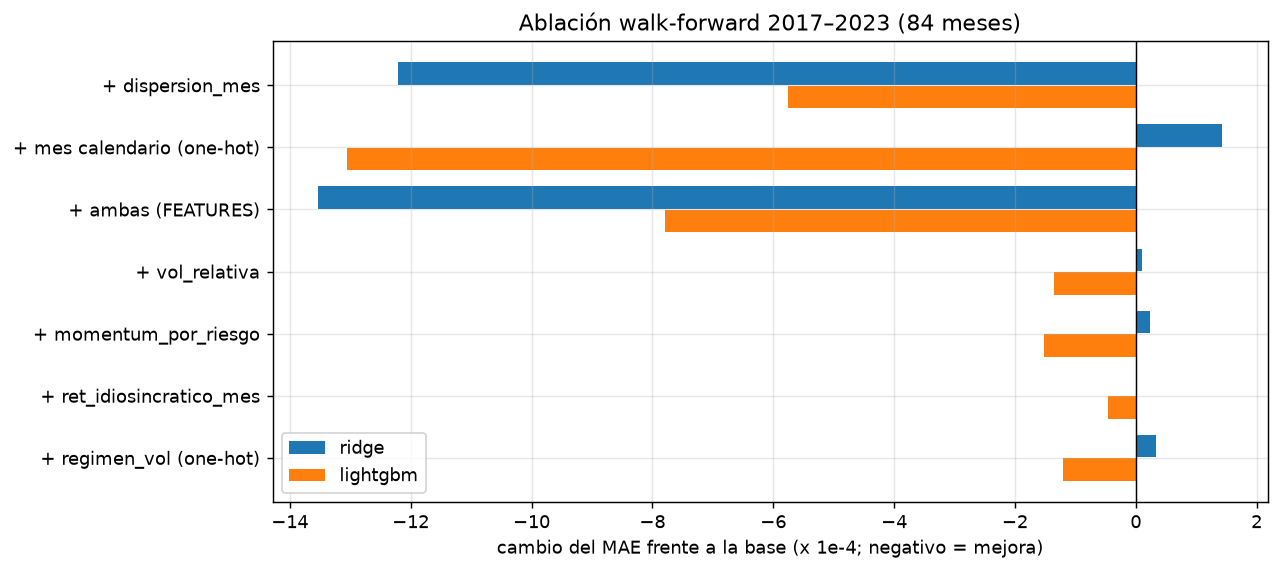 Ablación walk-forward 2017–2023 (84 meses)
+ dispersion_mes
+ mes calendario (one-hot)
+ ambas (FEATURES)
+ vol_relativa
+ momentum_por_riesgo
+ ret_idiosincratico_mes
+ regimen_vol (one-hot)
ridge
lightgbm
−14 −12 −10 −8 −6 −4 −2 0 2
cambio del MAE frente a la base (x 1e-4; negativo = mejora)